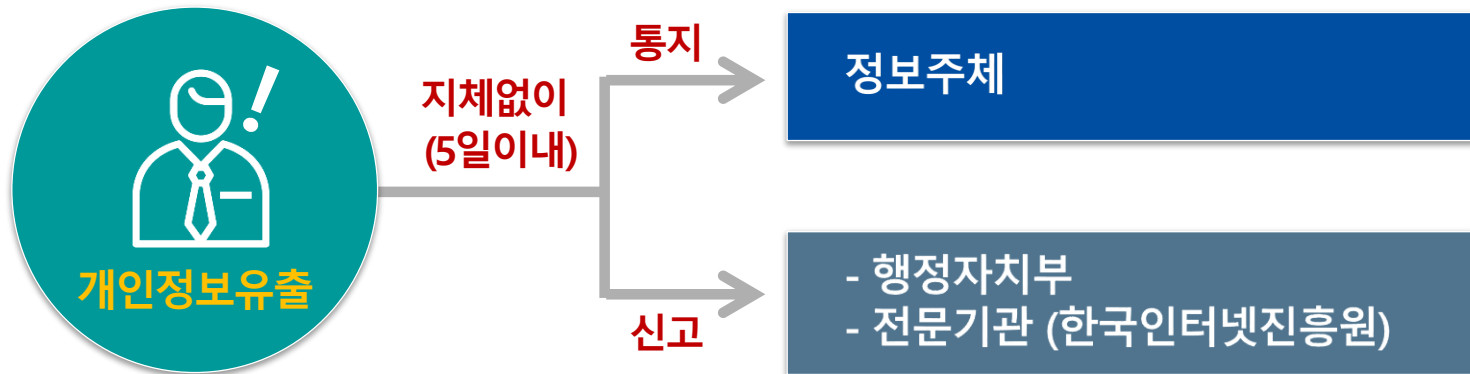 개인정보유출
지체없이
(5일이내)
통지
정보주체
신고
- 행정자치부
- 전문기관 (한국인터넷진흥원)